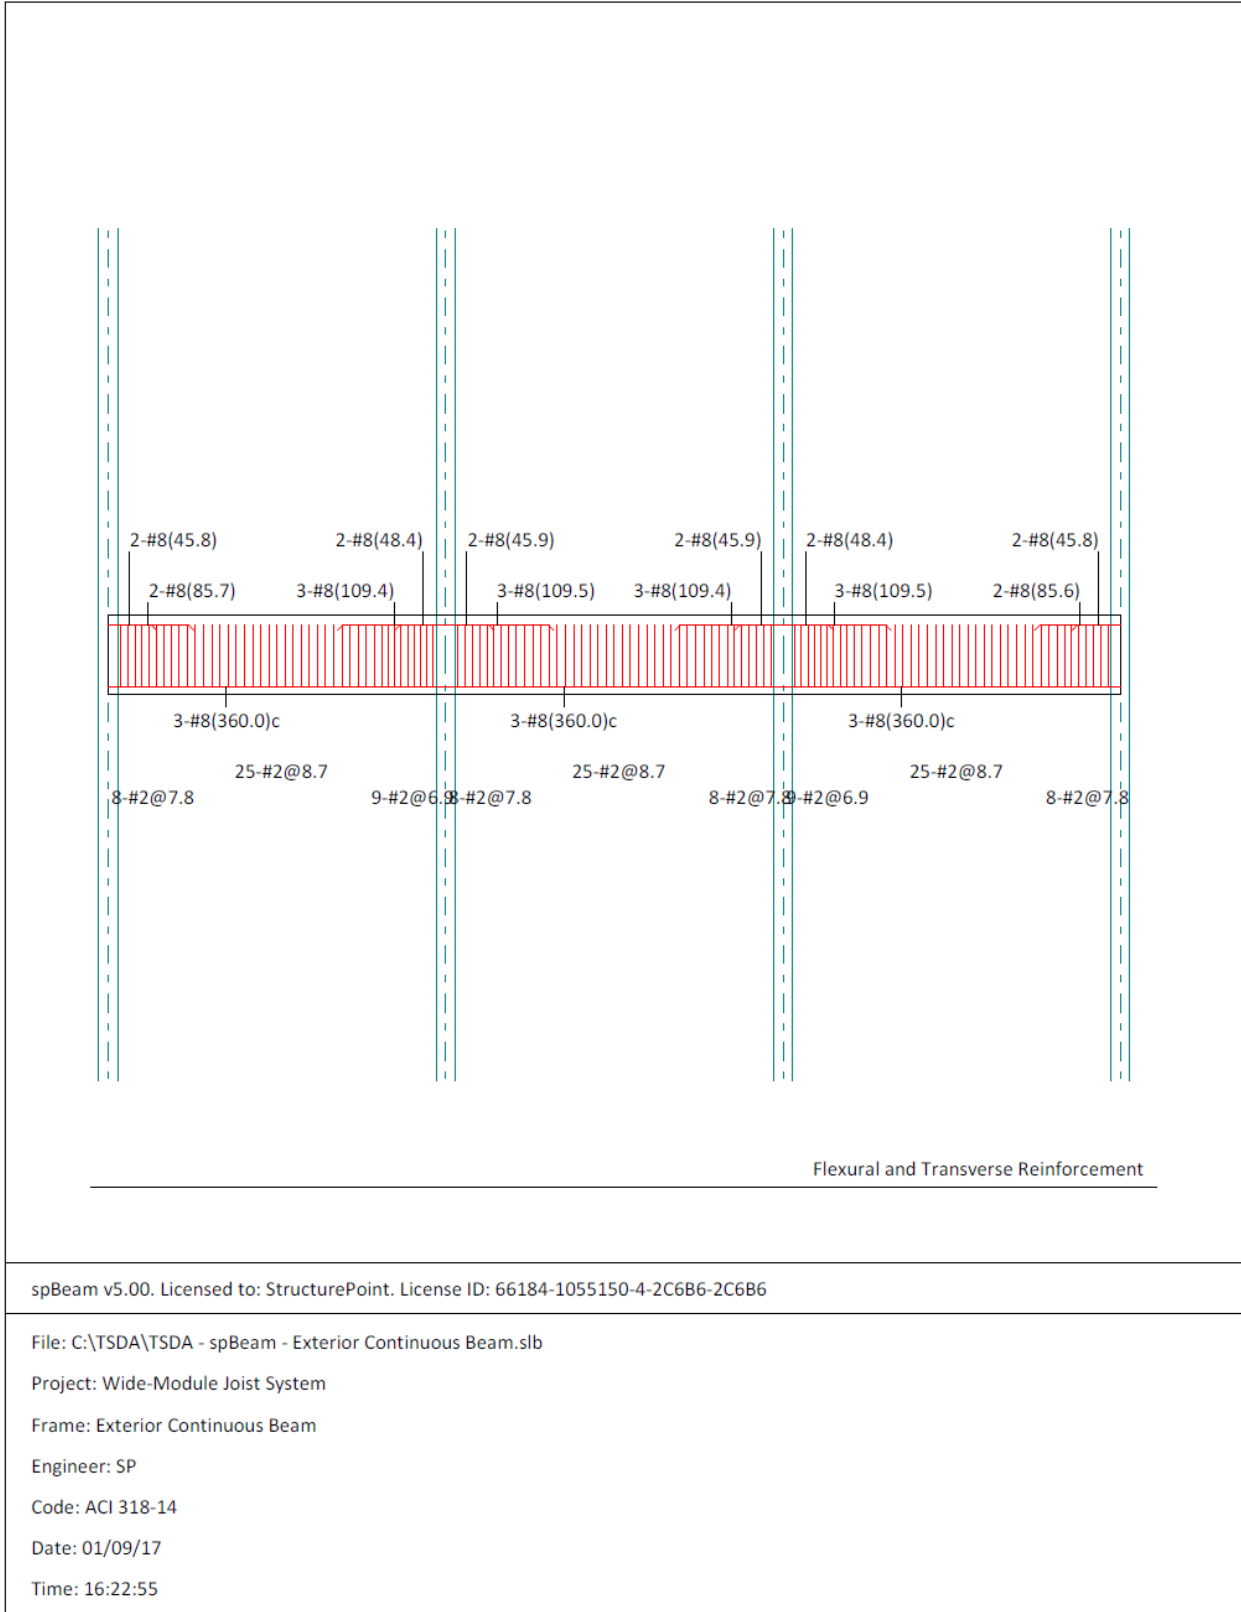 2-#8(45.8) 2-#8(48.4) 2-#8(45.9) 2-#8(45.9) 2-#8(48.4) 2-#8(45.8)
2-#8(85.7) 3-#8(109.4) 3-#8(109.5) 3-#8(109.4) 3-#8(109.5) 2-#8(85.6)
3-#8(360.0)c 3-#8(360.0)c 3-#8(360.0)c
25-#2@8.7 25-#2@8.7 25-#2@8.7
8-#2@7.8 9-#2@6.9 8-#2@7.8 8-#2@7.8 9-#2@6.9 8-#2@7.8
Flexural and Transverse Reinforcement
spBeam v5.00. Licensed to: StructurePoint. License ID: 66184-1055150-4-2C6B6-2C6B6
File: C:\TSDA\TSDA - spBeam - Exterior Continuous Beam.slb
Project: Wide-Module Joist System
Frame: Exterior Continuous Beam
Engineer: SP
Code: ACI 318-14
Date: 01/09/17
Time: 16:22:55